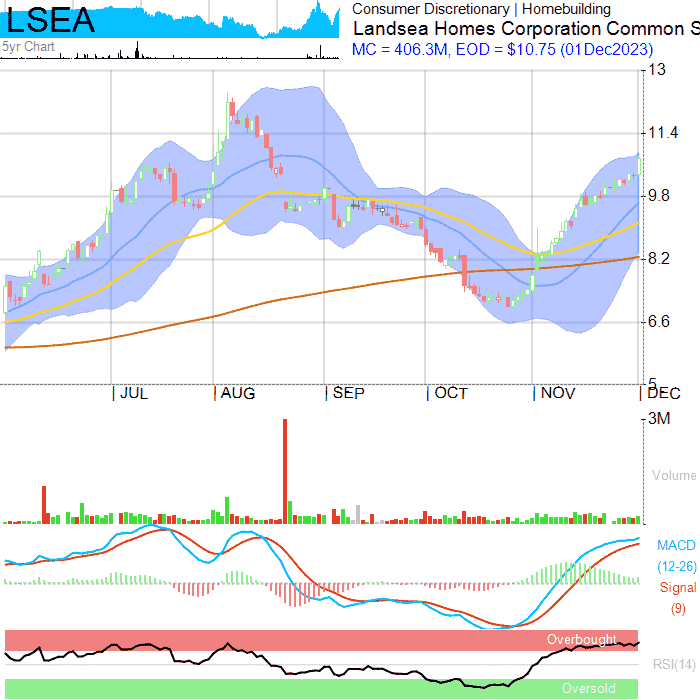 LSEA
Consumer Discretionary | Homebuilding
Landsea Homes Corporation Common S
5yr Chart
MC = 406.3M, EOD = $10.75 (01Dec2023)
13
11.4
9.8
8.2
6.6
5
JUL AUG SEP OCT NOV DEC
3M
Volume
MACD
(12-26)
Signal
(9)
Overbought
RSI(14)
Oversold